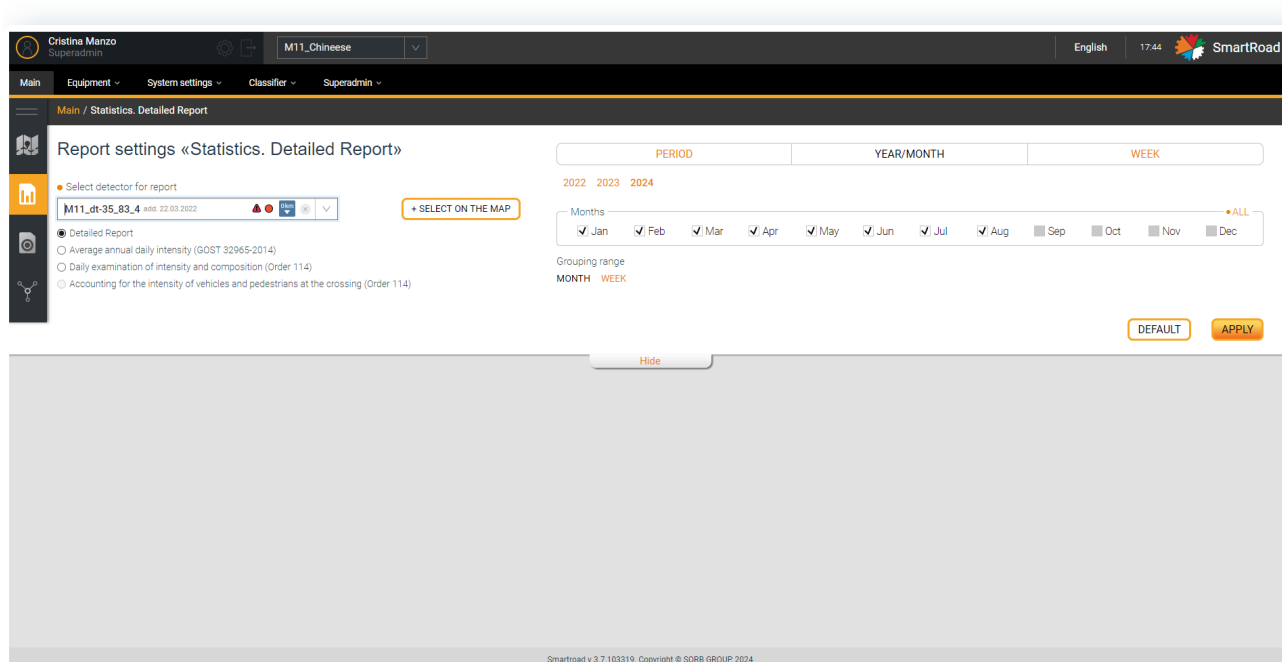 Cristina Manzo
Superadmin
M11_Chineese
English
17:44
SmartRoad
Main Equipment System settings Classifier Superadmin
Main / Statistics. Detailed Report
Report settings «Statistics. Detailed Report»
Select detector for report
M11_dt-35_83_4 add. 22.03.2022
0km
+ SELECT ON THE MAP
Detailed Report
Average annual daily intensity (GOST 32965-2014)
Daily examination of intensity and composition (Order 114)
Accounting for the intensity of vehicles and pedestrians at the crossing (Order 114)
PERIOD YEAR/MONTH WEEK
2022 2023 2024
Months
ALL
Jan Feb Mar Apr May Jun Jul Aug Sep Oct Nov Dec
Grouping range
MONTH WEEK
DEFAULT APPLY
Hide
Smartroad v 3.7.103319. Copyright © SORB GROUP 2024